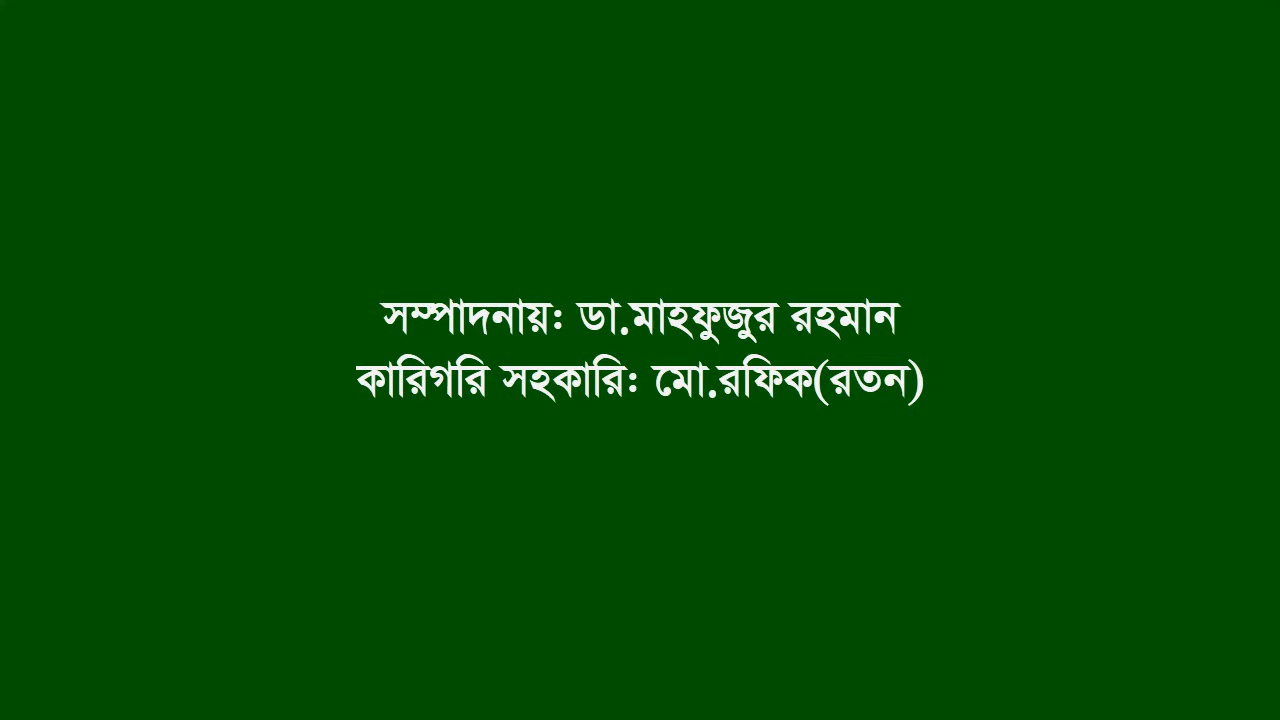 সম্পাদনায়: ডা.মাহফুজুর রহমান
কারিগরি সহকারি: মো.রফিক(রতন)